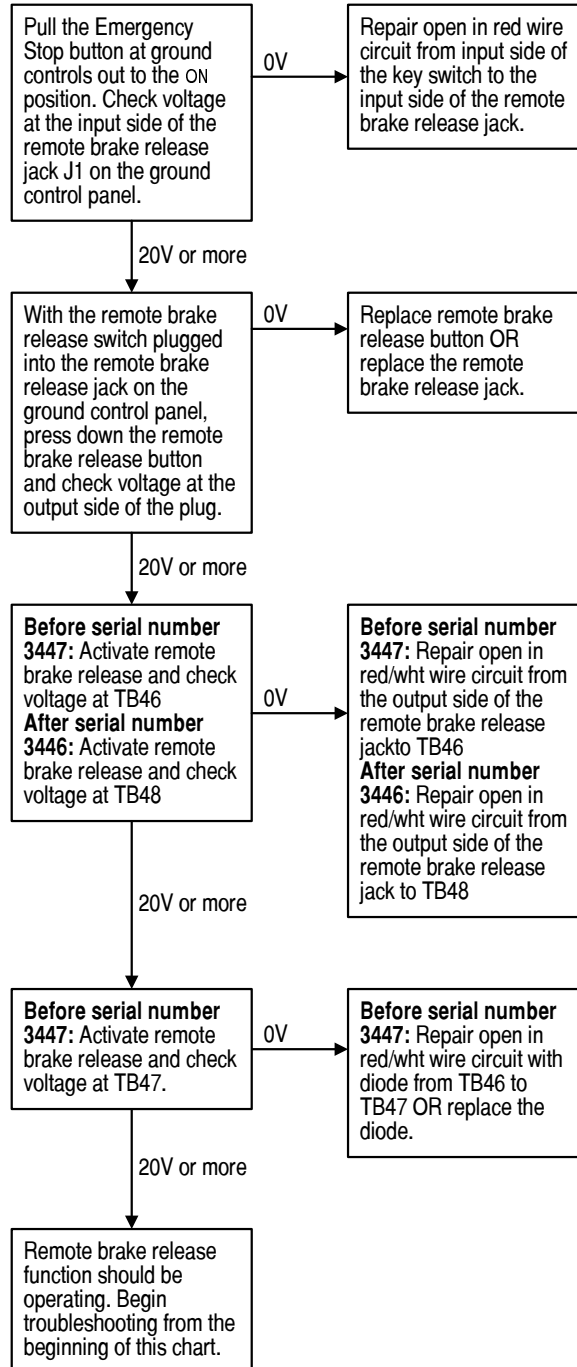 Pull the Emergency
Stop button at ground
controls out to the ON
position. Check voltage
at the input side of the
remote brake release
jack J1 on the ground
control panel.
0V
Repair open in red wire
circuit from input side of
the key switch to the
input side of the remote
brake release jack.
20V or more
With the remote brake
release switch plugged
into the remote brake
release jack on the
ground control panel,
press down the remote
brake release button
and check voltage at the
output side of the plug.
0V
Replace remote brake
release button OR
replace the remote
brake release jack.
20V or more
Before serial number
3447: Activate remote
brake release and check
voltage at TB46
After serial number
3446: Activate remote
brake release and check
voltage at TB48
0V
Before serial number
3447: Repair open in
red/wht wire circuit from
the output side of the
remote brake release
jackto TB46
After serial number
3446: Repair open in
red/wht wire circuit from
the output side of the
remote brake release
jack to TB48
20V or more
Before serial number
3447: Activate remote
brake release and check
voltage at TB47.
0V
Before serial number
3447: Repair open in
red/wht wire circuit with
diode from TB46 to
TB47 OR replace the
diode.
20V or more
Remote brake release
function should be
operating. Begin
troubleshooting from the
beginning of this chart.